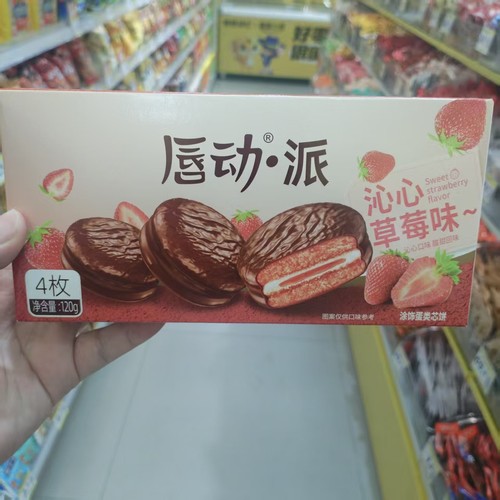 唇动®·派
沁心
Sweet
strawberry
flavor
草莓味~
4枚
净含量:120g
图案仅供口味参考
涂饰蛋类芯饼